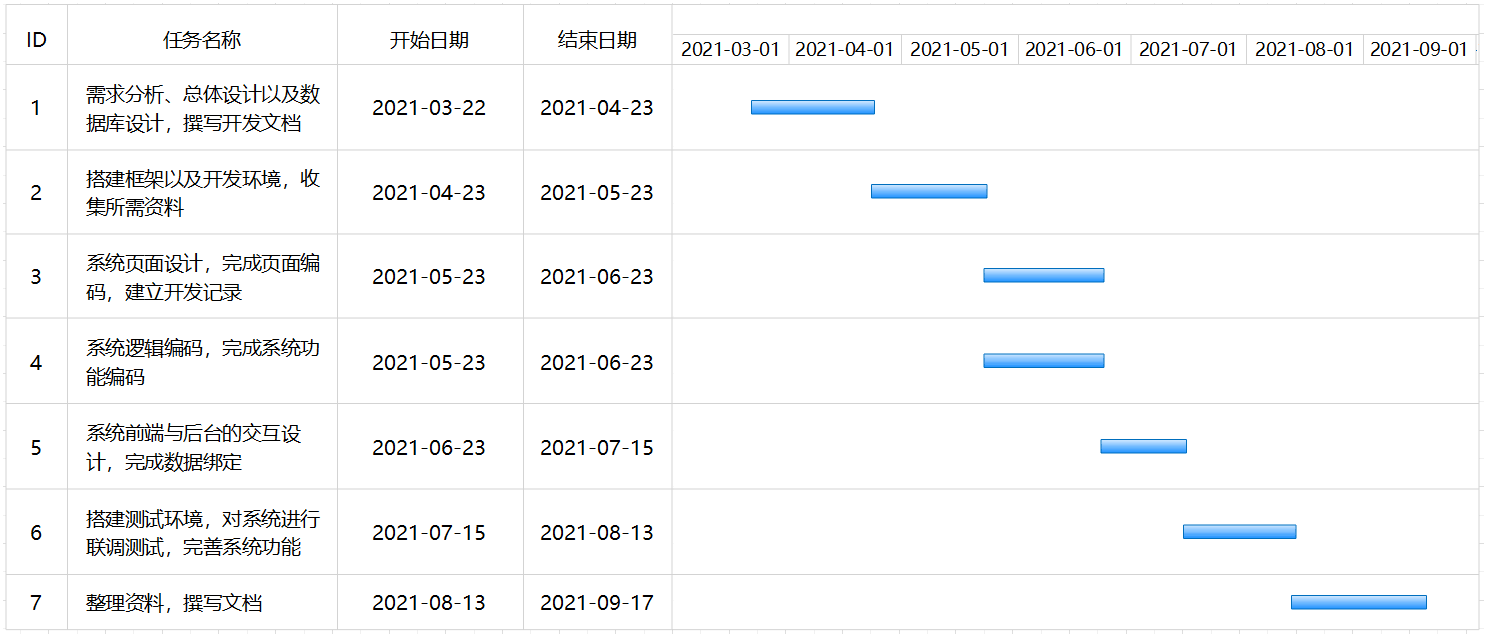 ID 任务名称 开始日期 结束日期 2021-03-01 2021-04-01 2021-05-01 2021-06-01 2021-07-01 2021-08-01 2021-09-01
1 需求分析、总体设计以及数 2021-03-22 2021-04-23
据库设计，撰写开发文档
2 搭建框架以及开发环境，收 2021-04-23 2021-05-23
集所需资料
3 系统页面设计，完成页面编 2021-05-23 2021-06-23
码，建立开发记录
4 系统逻辑编码，完成系统功 2021-05-23 2021-06-23
能编码
5 系统前端与后台的交互设 2021-06-23 2021-07-15
计，完成数据绑定
6 搭建测试环境，对系统进行 2021-07-15 2021-08-13
联调测试，完善系统功能
7 整理资料，撰写文档 2021-08-13 2021-09-17